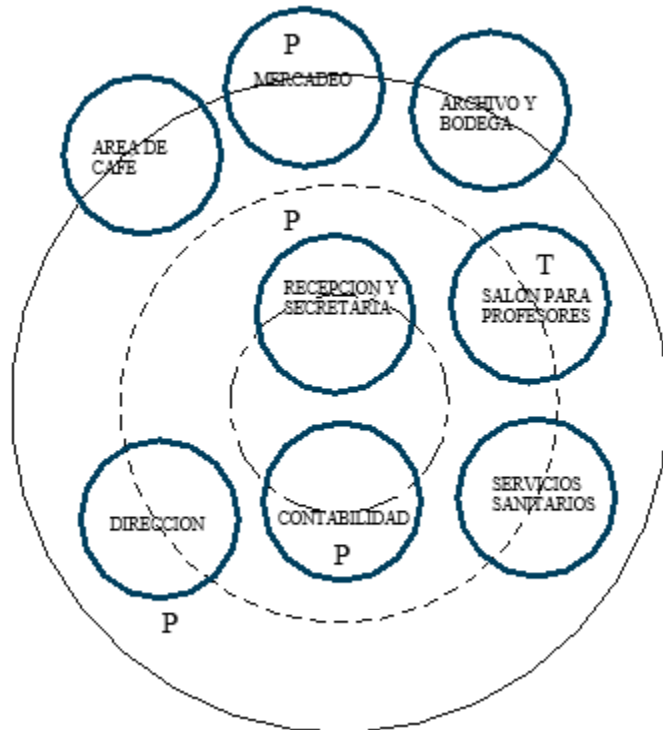 P
MERCADEO
ARCHIVO Y
BODEGA
AREA DE
CAFE
P
RECEPCION Y
SECRETARIA
T
SALON PARA
PROFESORES
DIRECCION
P
CONTABILIDAD
P
SERVICIOS
SANITARIOS